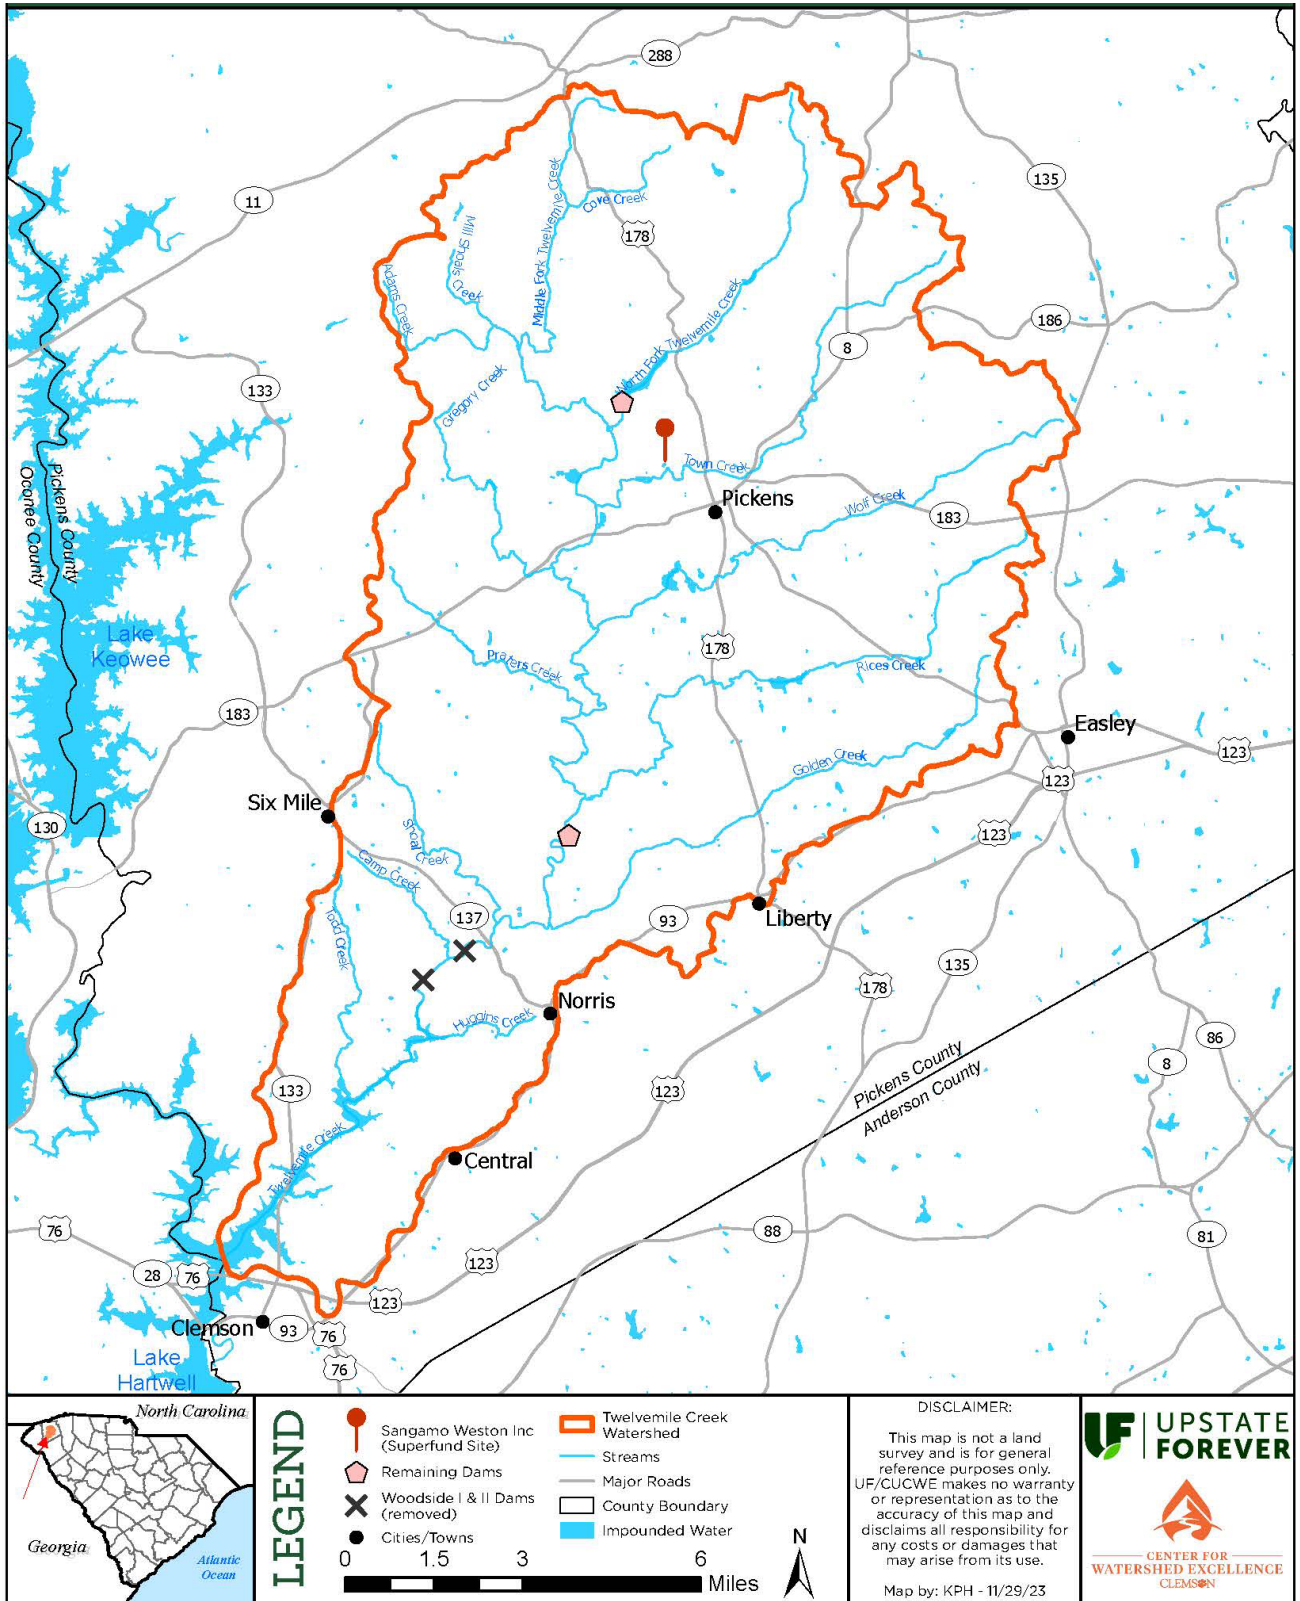 288
11
135
Middle Fork Twelvemile Creek
Cove Creek
Mill Shoals
Creek
178
Adams Creek
186
8
North Fork Twelvemile Creek
133
Gregory Creek
Town Creek
Pickens
Wolf Creek
183
Pickens County
Oconee County
Lake
Keowee
178
Praters Creek
Rices Creek
183
Easley
123
Golden Creek
123
Six Mile
130
123
Shoal Creek
Camp Creek
137
93
Liberty
Todd Creek
135
178
Norris
Huggins Creek
86
8
Pickens County
Anderson County
133
123
Twelvemile Creek
Central
76
88
81
123
28
76
123
Clemson
93
76
76
Lake
Hartwell
North Carolina
Georgia
Atlantic
Ocean
LEGEND
Sangamo Weston Inc
(Superfund Site)
Remaining Dams
Woodside I & II Dams
(removed)
Cities/Towns
Twelvemile Creek
Watershed
Streams
Major Roads
County Boundary
Impounded Water
0 1.5 3 6
Miles
N
DISCLAIMER:
This map is not a land
survey and is for general
reference purposes only.
UF/CUCWE makes no warranty
or representation as to the
accuracy of this map and
disclaims all responsibility for
any costs or damages that
may arise from its use.
Map by: KPH - 11/29/23
UF
UPSTATE
FOREVER
CENTER FOR
WATERSHED EXCELLENCE
CLEMSON